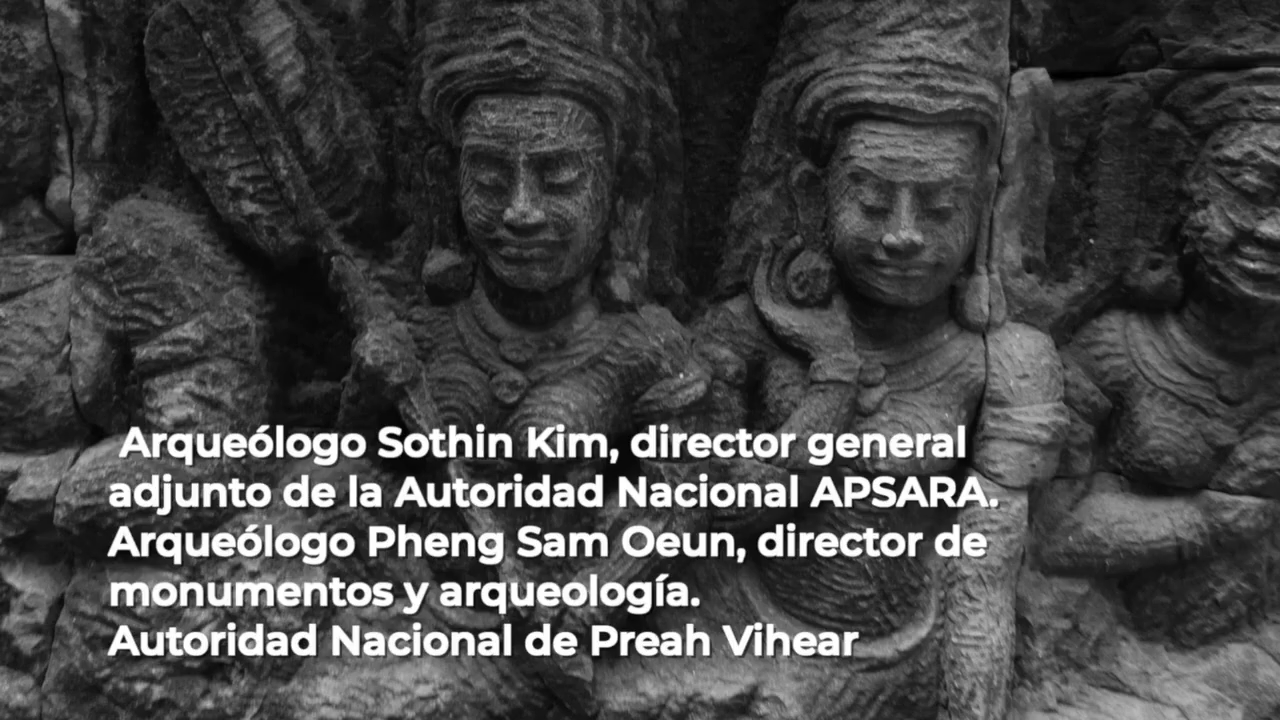 Arqueólogo Sothin Kim, director general
adjunto de la Autoridad Nacional APSARA.
Arqueólogo Pheng Sam Oeun, director de
monumentos y arqueología.
Autoridad Nacional de Preah Vihear